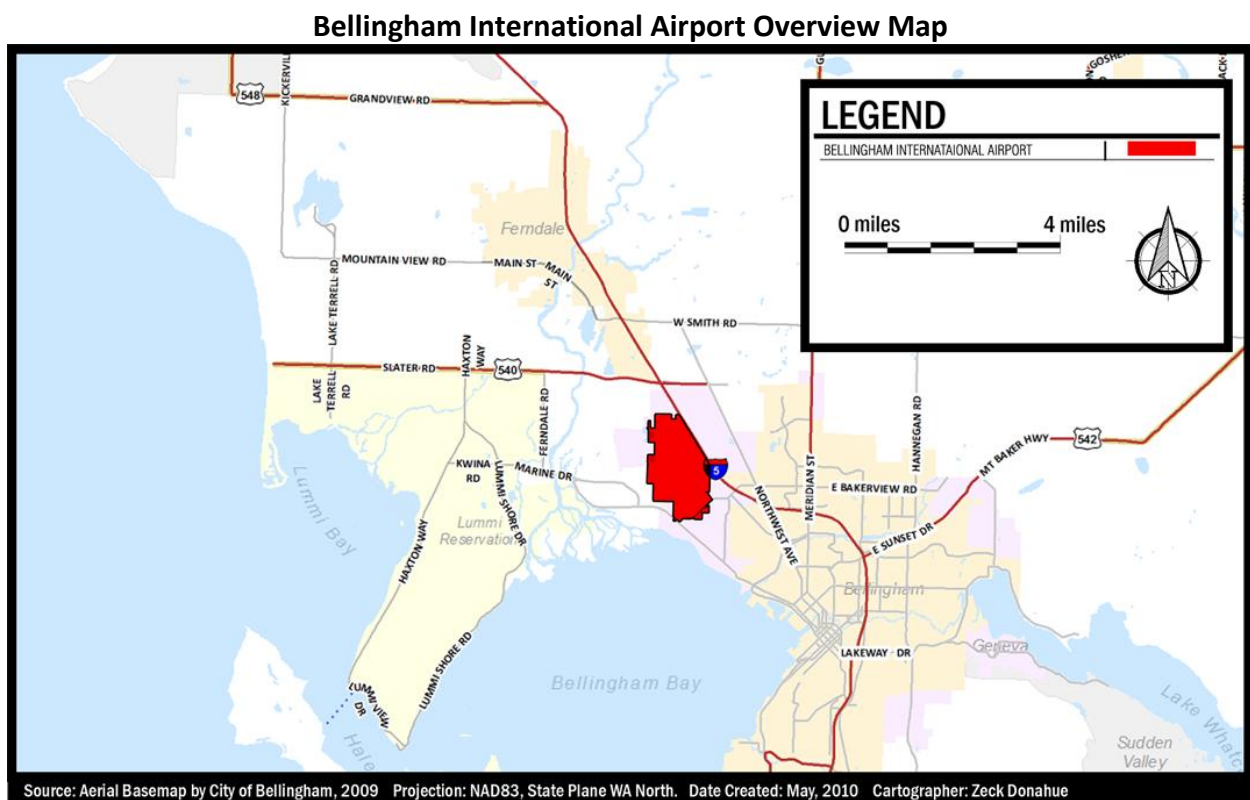 Bellingham International Airport Overview Map
548
KICKERVILL
GRANDVIEW RD
LEGEND
BELLINGHAM INTERNATAIONAL AIRPORT
0 miles
4 miles
N
Ferndale
MOUNTAIN VIEW RD
MAIN ST
MAIN
ST
LAKE TERRELL RD
W SMITH RD
HAXTON
WAY
SLATER RD
540
LAKE
TERRELL
RD
FERNDALE RD
HANNEGAN RD
542
MT BAKER HWY
KWINA
RD
LUMMI SHORE DR
MARINE DR
5
MERIDIAN ST
E BAKERVIEW RD
NORTHWEST AVE
Lummi Bay
Lummi
Reservation
HAXTON WAY
E SUNSET DR
Bellingham
LUMMI SHORE RD
LAKEWAY DR
Geneva
Bellingham Bay
LUMMI VIEW
DR
Hale
Lake Whatc
Sudden
Valley
Source: Aerial Basemap by City of Bellingham, 2009 Projection: NAD83, State Plane WA North. Date Created: May, 2010 Cartographer: Zeck Donahue